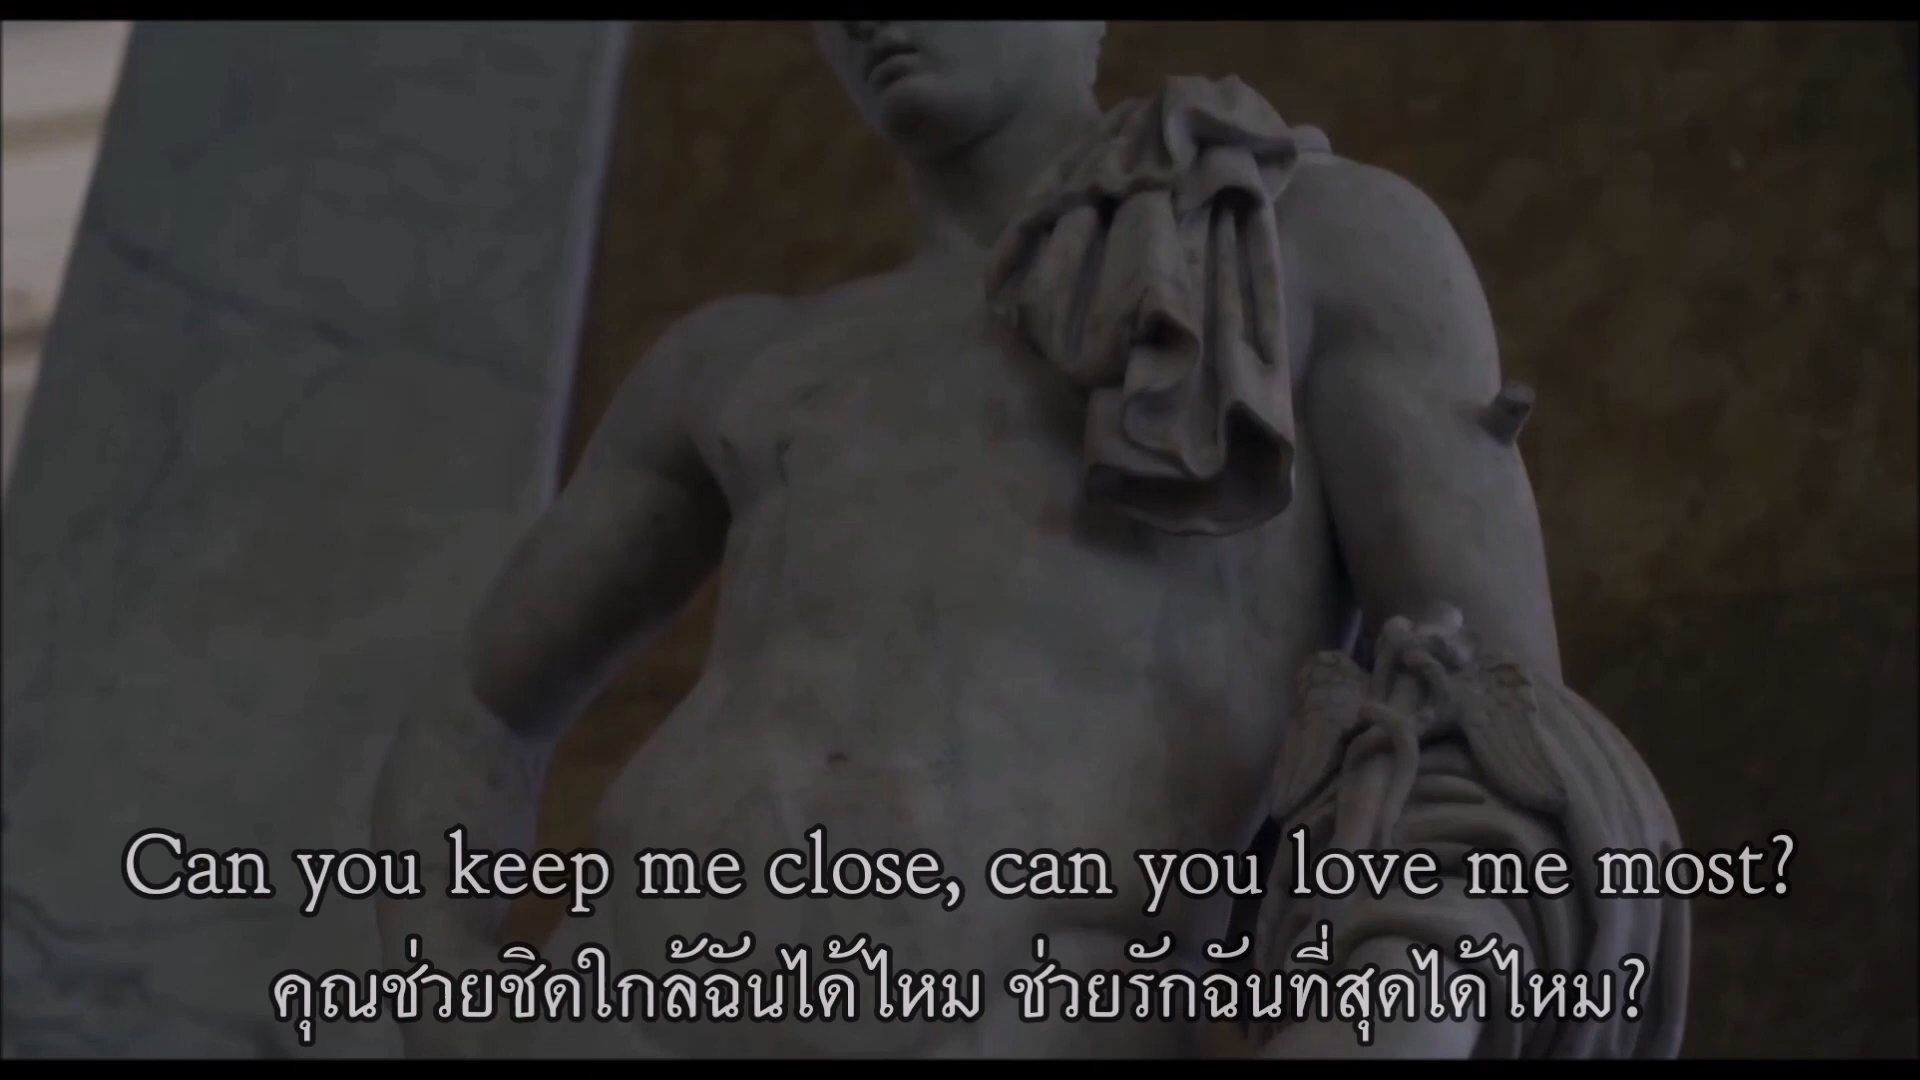 Can you keep me close, can you love me most?
คุณช่วยชิดใกล้ฉันได้ไหม ช่วยรักฉันที่สุดได้ไหม?